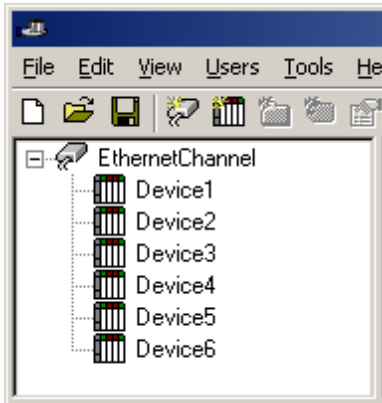 File Edit View Users Tools He
EthernetChannel
Device1
Device2
Device3
Device4
Device5
Device6